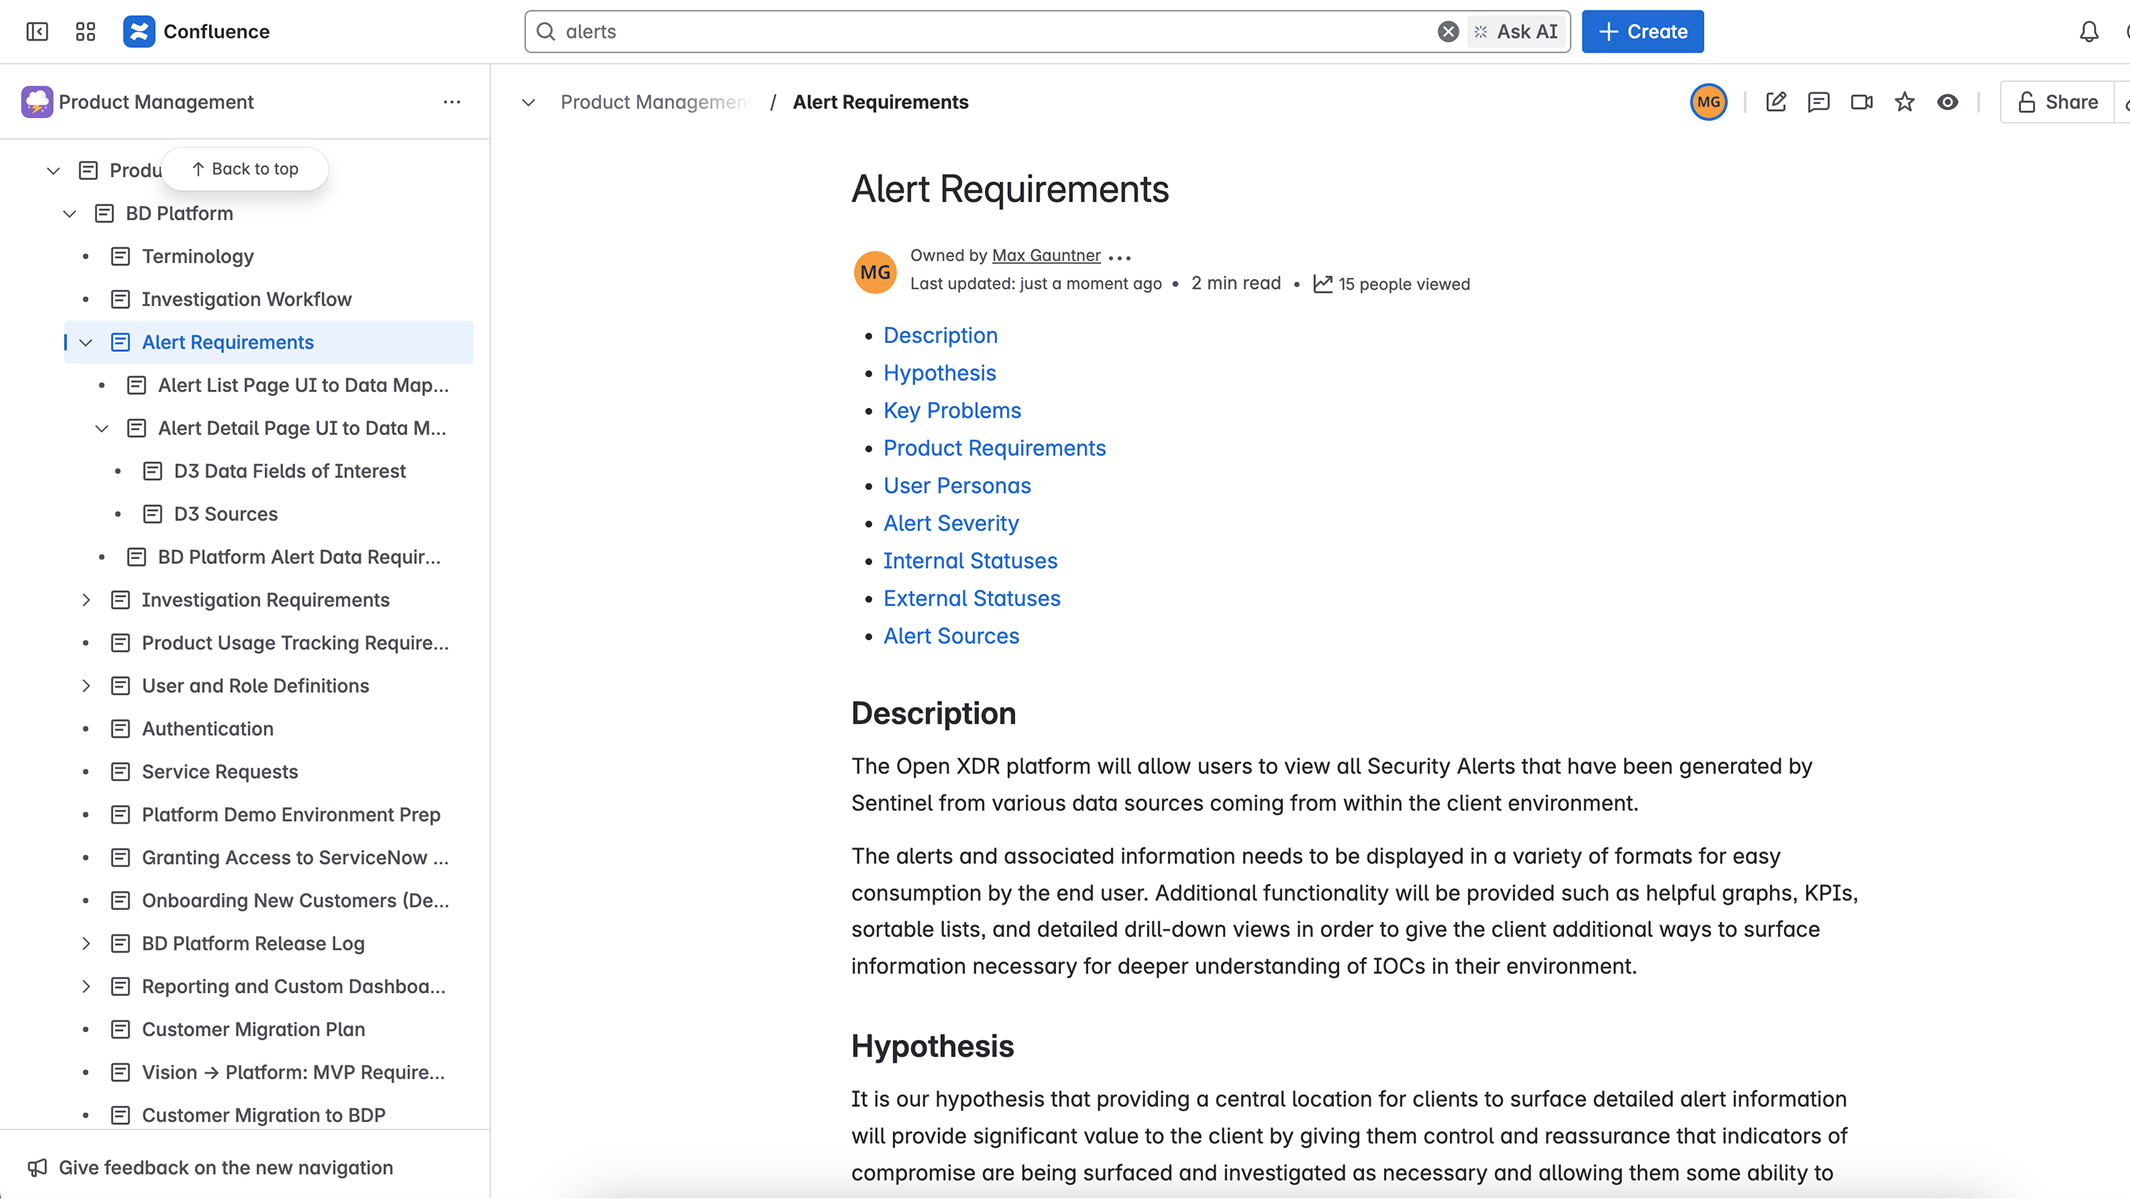 Confluence
alerts
Ask AI
Create
Product Management
Product Management / Alert Requirements
MG
Share
Back to top
BD Platform
Terminology
Investigation Workflow
Alert Requirements
Alert List Page UI to Data Map...
Alert Detail Page UI to Data M...
D3 Data Fields of Interest
D3 Sources
BD Platform Alert Data Requir...
Investigation Requirements
Product Usage Tracking Require...
User and Role Definitions
Authentication
Service Requests
Platform Demo Environment Prep
Granting Access to ServiceNow ...
Onboarding New Customers (De...
BD Platform Release Log
Reporting and Custom Dashboa...
Customer Migration Plan
Vision → Platform: MVP Require...
Customer Migration to BDP
Give feedback on the new navigation
Alert Requirements
MG
Owned by Max Gauntner
Last updated: just a moment ago • 2 min read • 15 people viewed
Description
Hypothesis
Key Problems
Product Requirements
User Personas
Alert Severity
Internal Statuses
External Statuses
Alert Sources
Description
The Open XDR platform will allow users to view all Security Alerts that have been generated by
Sentinel from various data sources coming from within the client environment.
The alerts and associated information needs to be displayed in a variety of formats for easy
consumption by the end user. Additional functionality will be provided such as helpful graphs, KPIs,
sortable lists, and detailed drill-down views in order to give the client additional ways to surface
information necessary for deeper understanding of IOCs in their environment.
Hypothesis
It is our hypothesis that providing a central location for clients to surface detailed alert information
will provide significant value to the client by giving them control and reassurance that indicators of
compromise are being surfaced and investigated as necessary and allowing them some ability to